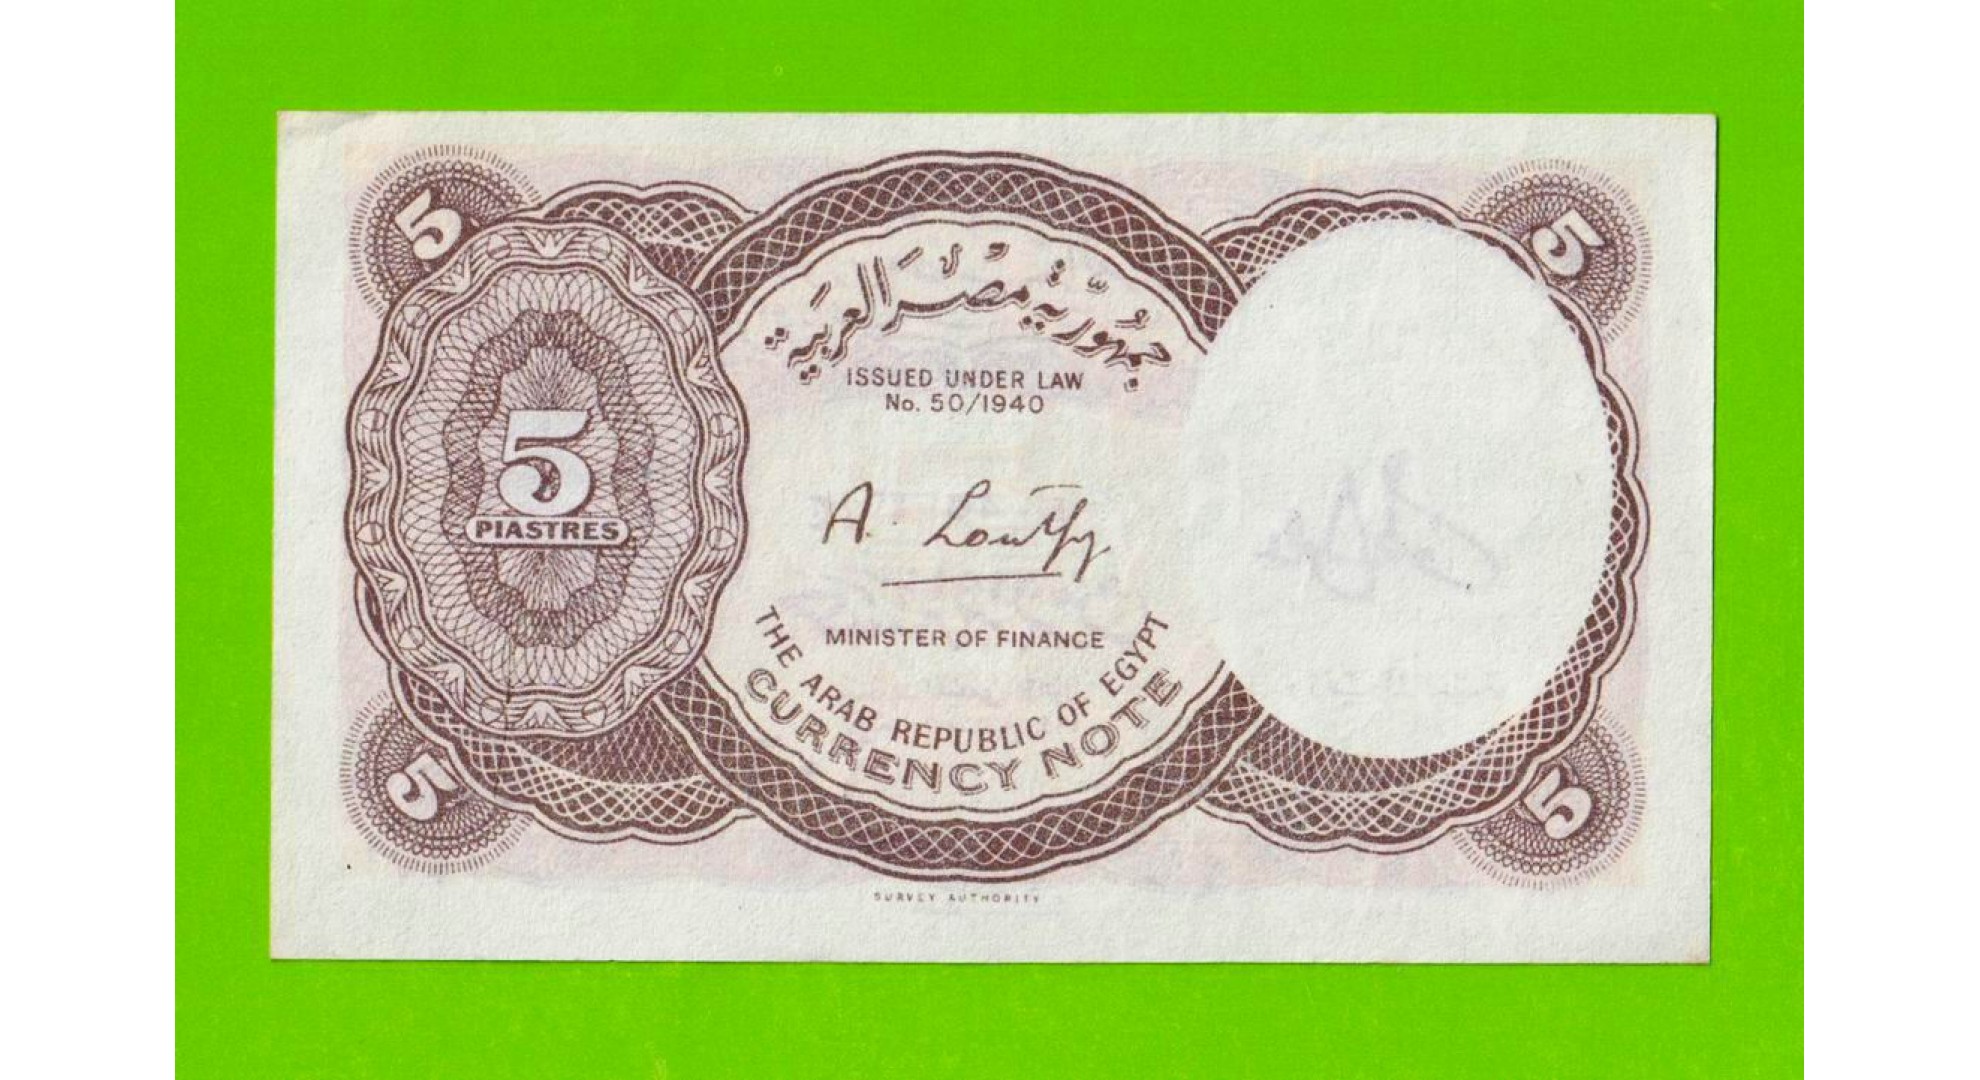 5
5
جمهورية مصر العربية
ISSUED UNDER LAW
No. 50/1940
5
PIASTRES
A. Loutfy
MINISTER OF FINANCE
THE ARAB REPUBLIC OF EGYPT
CURRENCY NOTE
5
5
SURVEY AUTHORITY